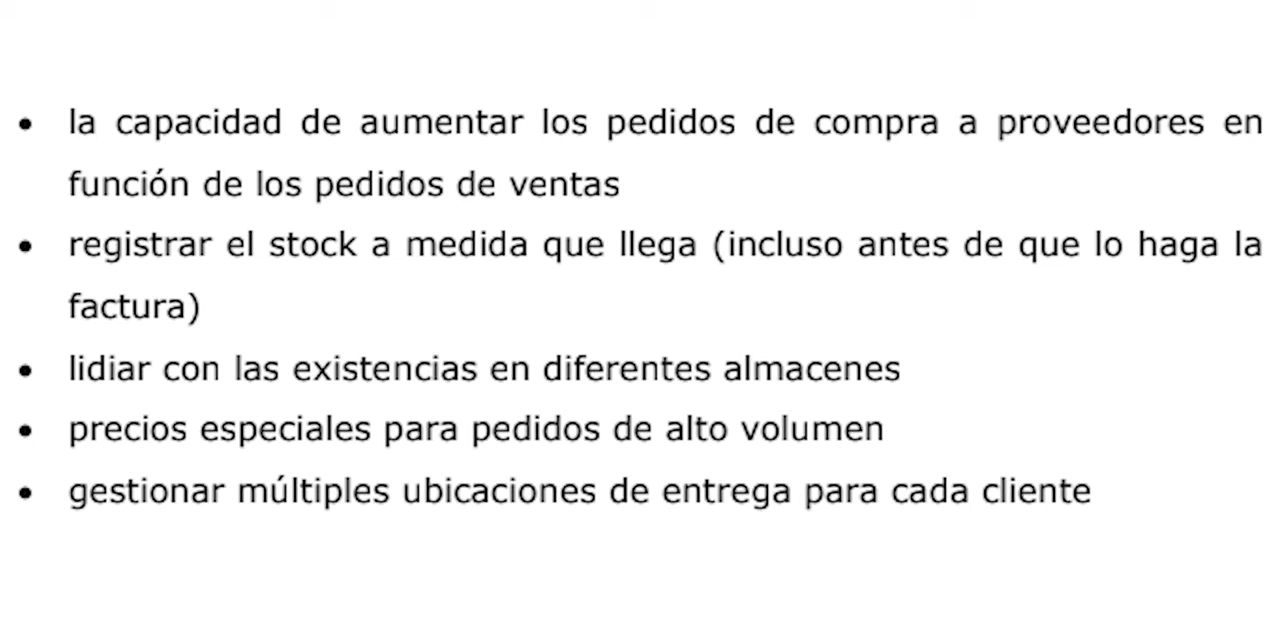 • la capacidad de aumentar los pedidos de compra a proveedores en
función de los pedidos de ventas
• registrar el stock a medida que llega (incluso antes de que lo haga la
factura)
• lidiar con las existencias en diferentes almacenes
• precios especiales para pedidos de alto volumen
• gestionar múltiples ubicaciones de entrega para cada cliente